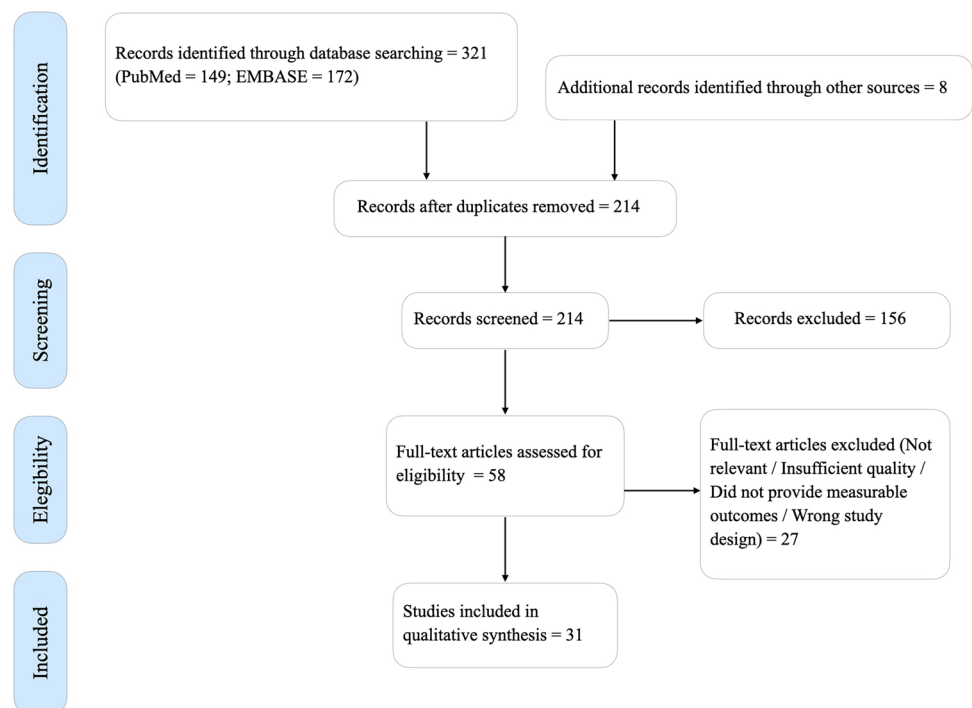 Identification
Records identified through database searching = 321
(PubMed = 149; EMBASE = 172)
Additional records identified through other sources = 8
Records after duplicates removed = 214
Screening
Records screened = 214
Records excluded = 156
Elegibility
Full-text articles assessed for
eligibility = 58
Full-text articles excluded (Not
relevant / Insufficient quality /
Did not provide measurable
outcomes / Wrong study
design) = 27
Included
Studies included in
qualitative synthesis = 31